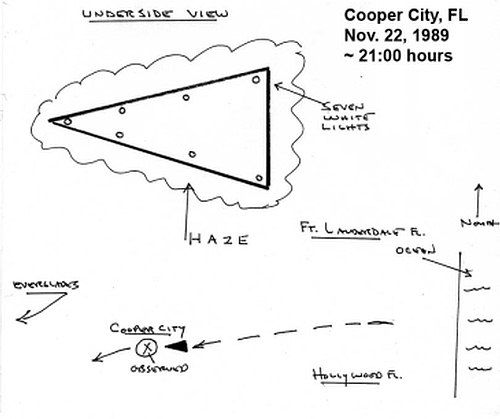 UNDERSIDE VIEW
Cooper City, FL
Nov. 22, 1989
~ 21:00 hours
SEVEN
WHITE
LIGHTS
HAZE
NORTH
FT. LAUDERDALE FL.
OCEAN
EVERGLADES
COOPER CITY
X
OBSERVED
HOLLYWOOD FL.